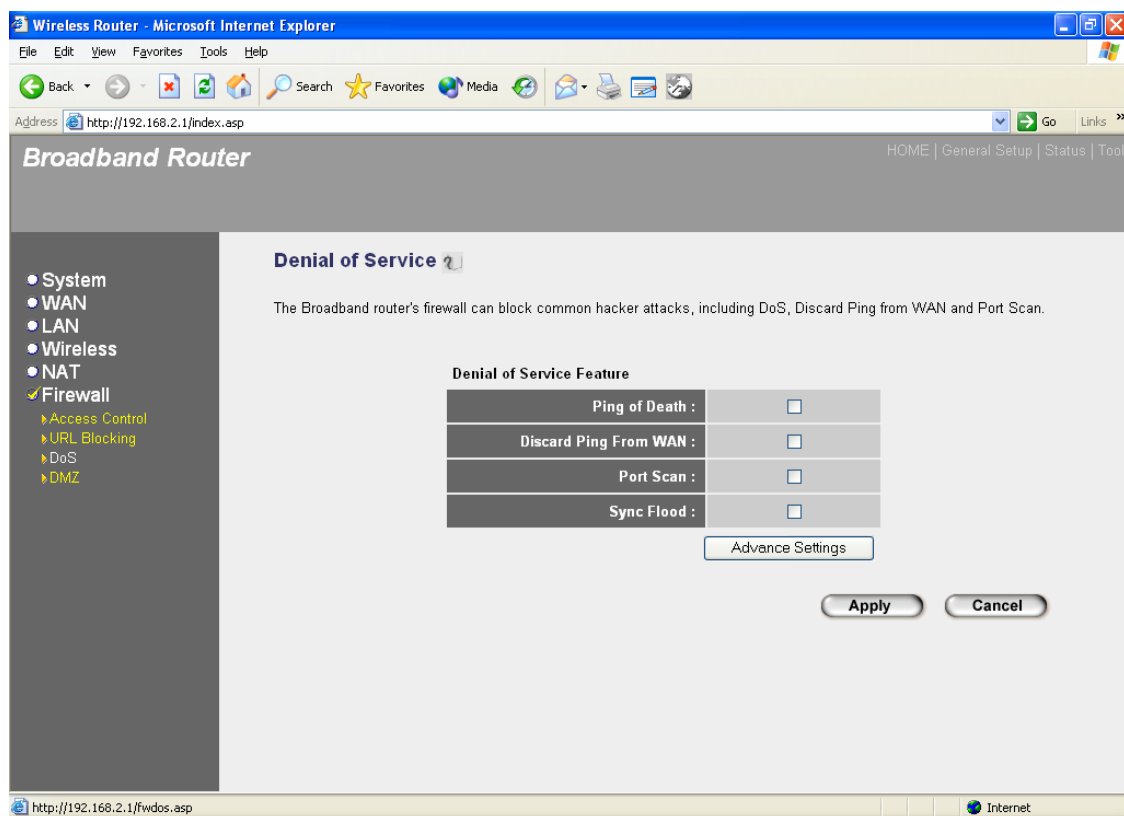 Wireless Router - Microsoft Internet Explorer
File Edit View Favorites Tools Help
Back Search Favorites Media
Address http://192.168.2.1/index.asp Go Links »
Broadband Router
HOME | General Setup | Status | Tool
System
WAN
LAN
Wireless
NAT
Firewall
Access Control
URL Blocking
DoS
DMZ
Denial of Service
The Broadband router's firewall can block common hacker attacks, including DoS, Discard Ping from WAN and Port Scan.
Denial of Service Feature
Ping of Death :
Discard Ping From WAN :
Port Scan :
Sync Flood :
Advance Settings
Apply Cancel
http://192.168.2.1/fwdos.asp Internet